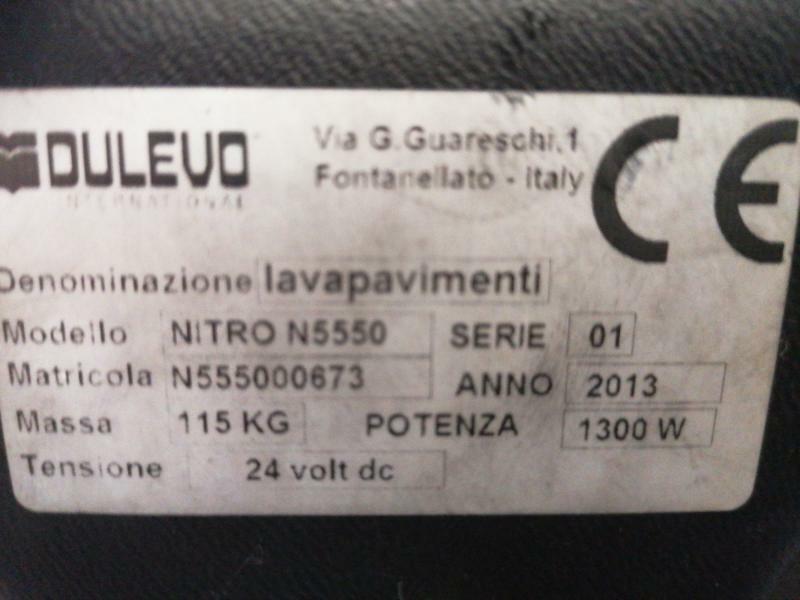 DULEVO
INTERNATIONAL
Via G.Guareschi,1
Fontanellato - Italy
CE
Denominazione lavapavimenti
Modello NITRO N5550 SERIE 01
Matricola N555000673 ANNO 2013
Massa 115 KG POTENZA 1300 W
Tensione 24 volt dc